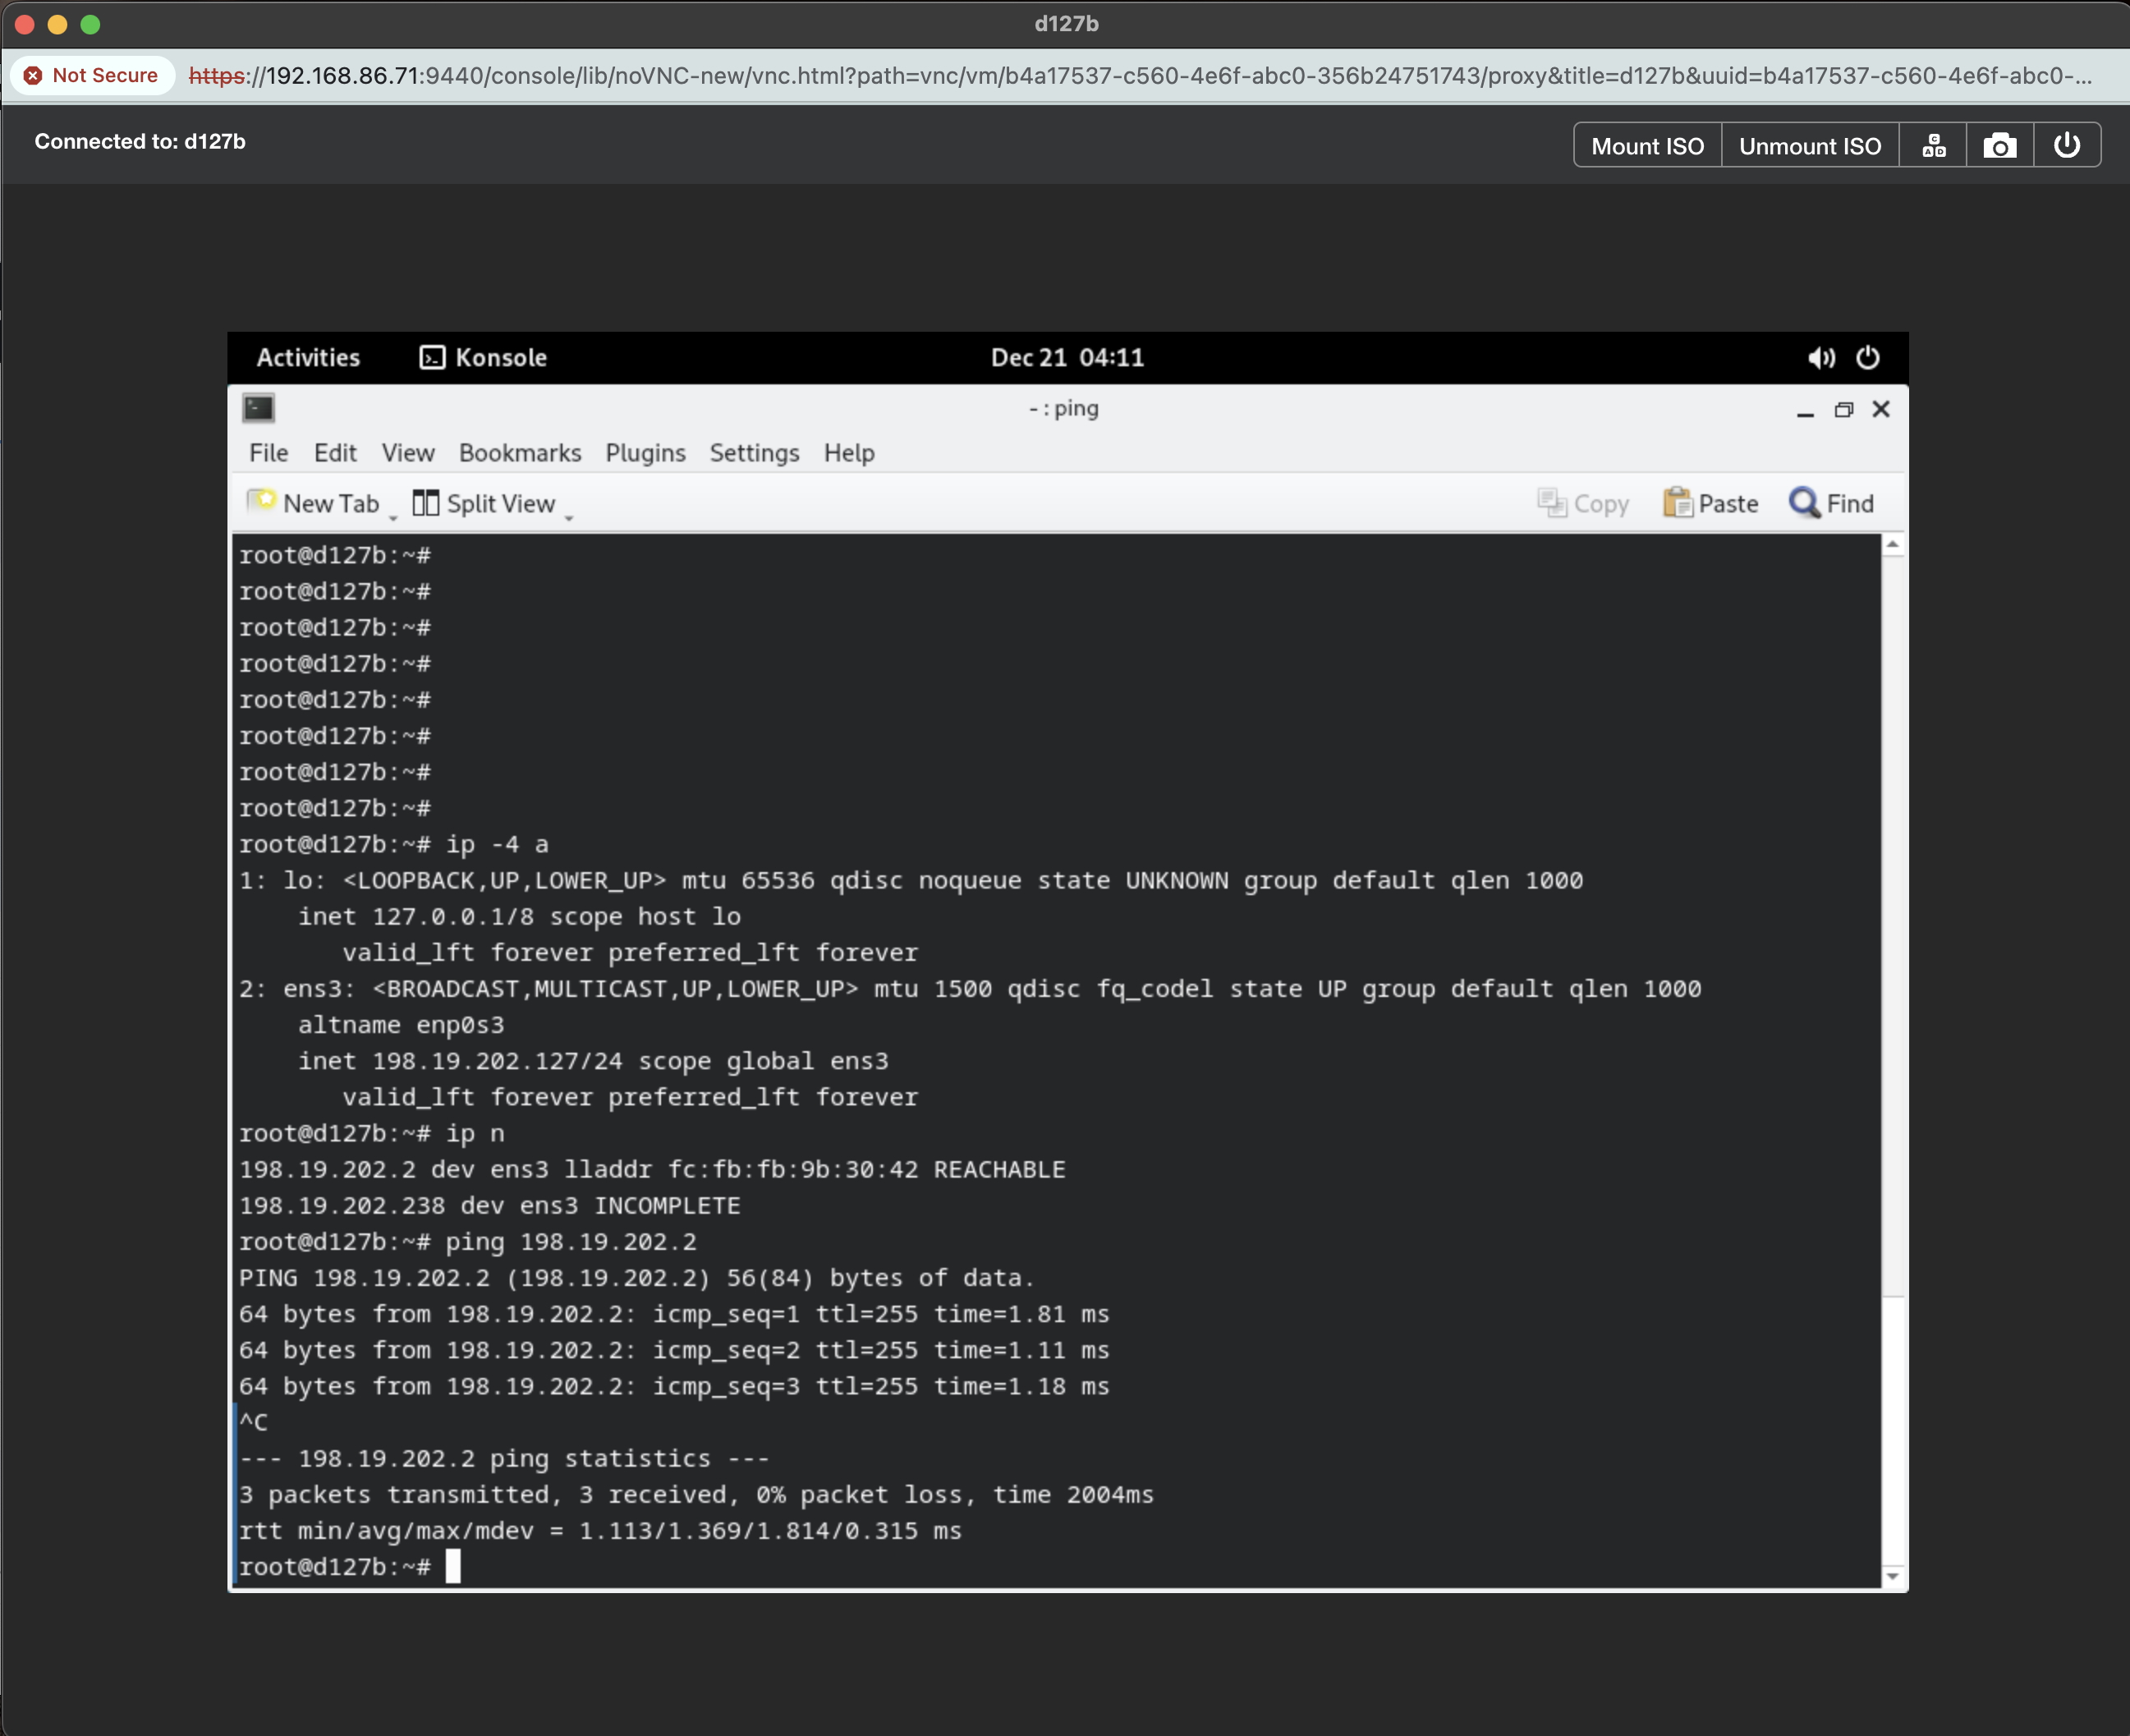 d127b
Not Secure https://192.168.86.71:9440/console/lib/noVNC-new/vnc.html?path=vnc/vm/b4a17537-c560-4e6f-abc0-356b24751743/proxy&title=d127b&uuid=b4a17537-c560-4e6f-abc0-...
Connected to: d127b Mount ISO Unmount ISO C A D
Activities Konsole Dec 21 04:11
- : ping
File Edit View Bookmarks Plugins Settings Help
New Tab Split View Copy Paste Find
root@d127b:~#
root@d127b:~#
root@d127b:~#
root@d127b:~#
root@d127b:~#
root@d127b:~#
root@d127b:~#
root@d127b:~#
root@d127b:~# ip -4 a
1: lo: <LOOPBACK,UP,LOWER_UP> mtu 65536 qdisc noqueue state UNKNOWN group default qlen 1000
    inet 127.0.0.1/8 scope host lo
       valid_lft forever preferred_lft forever
2: ens3: <BROADCAST,MULTICAST,UP,LOWER_UP> mtu 1500 qdisc fq_codel state UP group default qlen 1000
    altname enp0s3
    inet 198.19.202.127/24 scope global ens3
       valid_lft forever preferred_lft forever
root@d127b:~# ip n
198.19.202.2 dev ens3 lladdr fc:fb:fb:9b:30:42 REACHABLE
198.19.202.238 dev ens3 INCOMPLETE
root@d127b:~# ping 198.19.202.2
PING 198.19.202.2 (198.19.202.2) 56(84) bytes of data.
64 bytes from 198.19.202.2: icmp_seq=1 ttl=255 time=1.81 ms
64 bytes from 198.19.202.2: icmp_seq=2 ttl=255 time=1.11 ms
64 bytes from 198.19.202.2: icmp_seq=3 ttl=255 time=1.18 ms
^C
--- 198.19.202.2 ping statistics ---
3 packets transmitted, 3 received, 0% packet loss, time 2004ms
rtt min/avg/max/mdev = 1.113/1.369/1.814/0.315 ms
root@d127b:~#